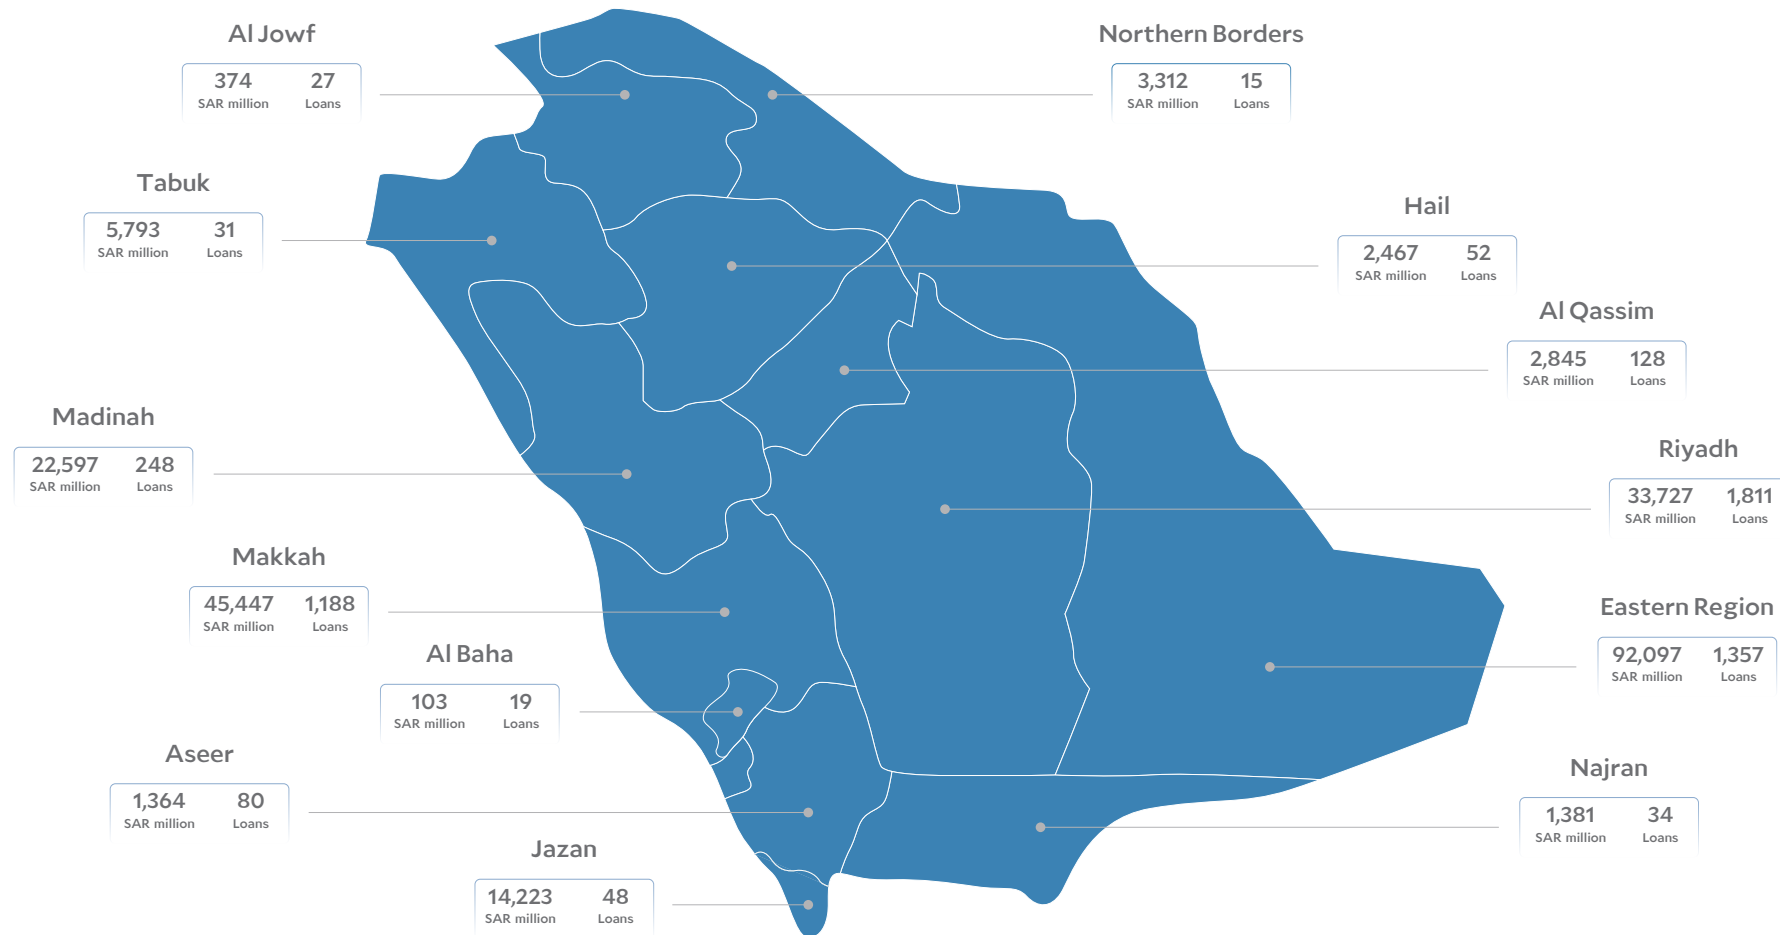 Al Jowf
374 27
SAR million Loans
Northern Borders
3,312 15
SAR million Loans
Tabuk
5,793 31
SAR million Loans
Hail
2,467 52
SAR million Loans
Al Qassim
2,845 128
SAR million Loans
Madinah
22,597 248
SAR million Loans
Riyadh
33,727 1,811
SAR million Loans
Makkah
45,447 1,188
SAR million Loans
Eastern Region
92,097 1,357
SAR million Loans
Al Baha
103 19
SAR million Loans
Aseer
1,364 80
SAR million Loans
Najran
1,381 34
SAR million Loans
Jazan
14,223 48
SAR million Loans